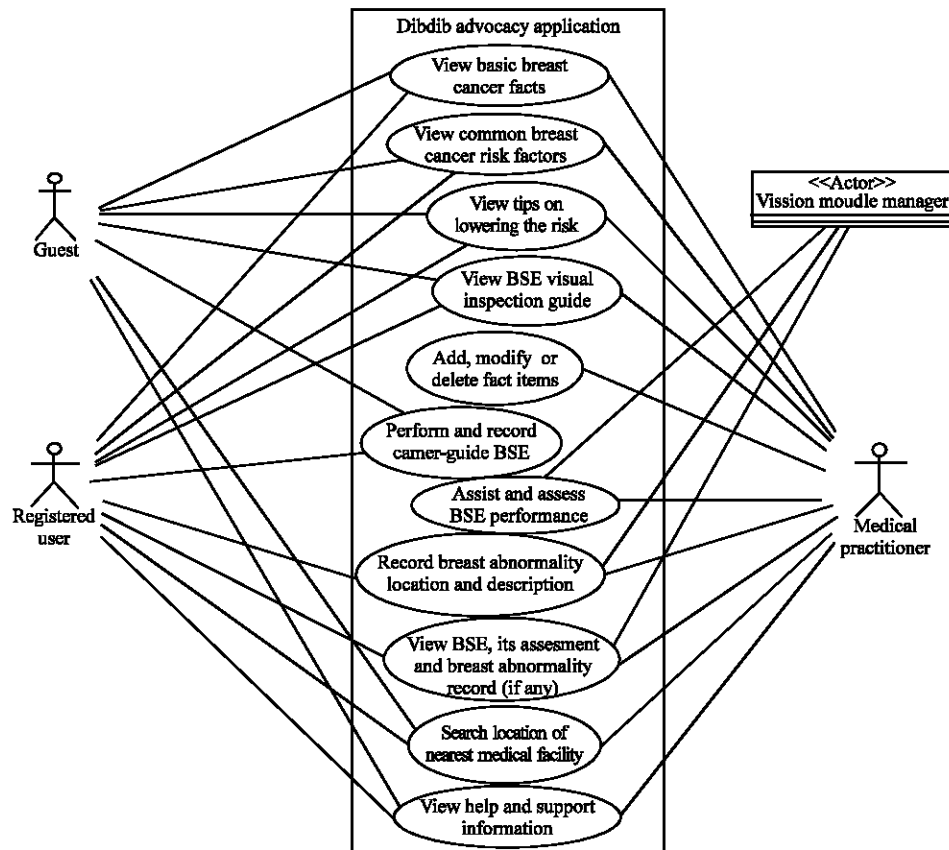 Dibdib advocacy application
View basic breast
cancer facts
View common breast
cancer risk factors
<<Actor>>
Vission moudle manager
View tips on
lowering the risk
Guest
View BSE visual
inspection guide
Add, modify or
delete fact items
Perform and record
camer-guide BSE
Assist and assess
BSE performance
Registered
user
Medical
practitioner
Record breast abnormality
location and description
View BSE, its assesment
and breast abnormality
record (if any)
Search location of
nearest medical facility
View help and support
information